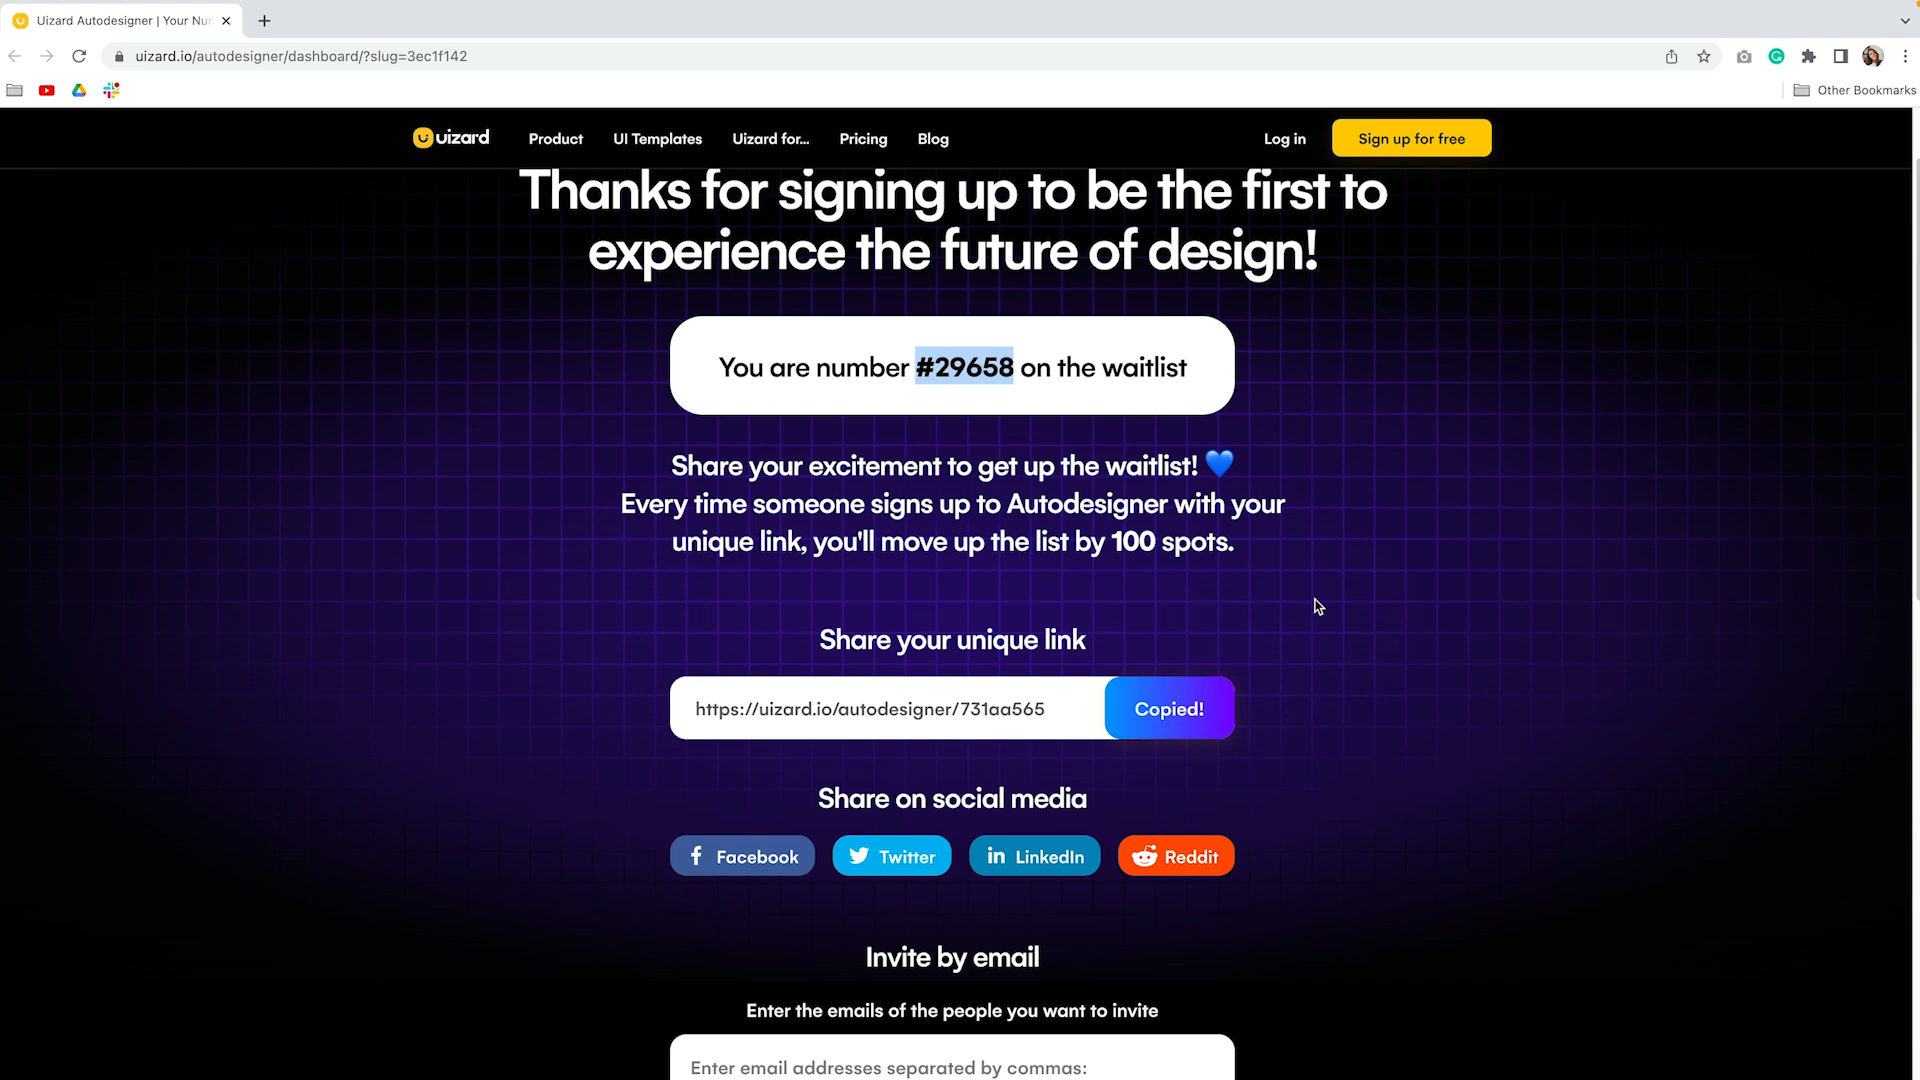 Uizard Autodesigner | Your Nu
uizard.io/autodesigner/dashboard/?slug=3ec1f142
Other Bookmarks
uizard
Product
UI Templates
Uizard for...
Pricing
Blog
Log in
Sign up for free
Thanks for signing up to be the first to
experience the future of design!
You are number #29658 on the waitlist
Share your excitement to get up the waitlist! 💙
Every time someone signs up to Autodesigner with your
unique link, you'll move up the list by 100 spots.
Share your unique link
https://uizard.io/autodesigner/731aa565
Copied!
Share on social media
Facebook
Twitter
LinkedIn
Reddit
Invite by email
Enter the emails of the people you want to invite
Enter email addresses separated by commas: